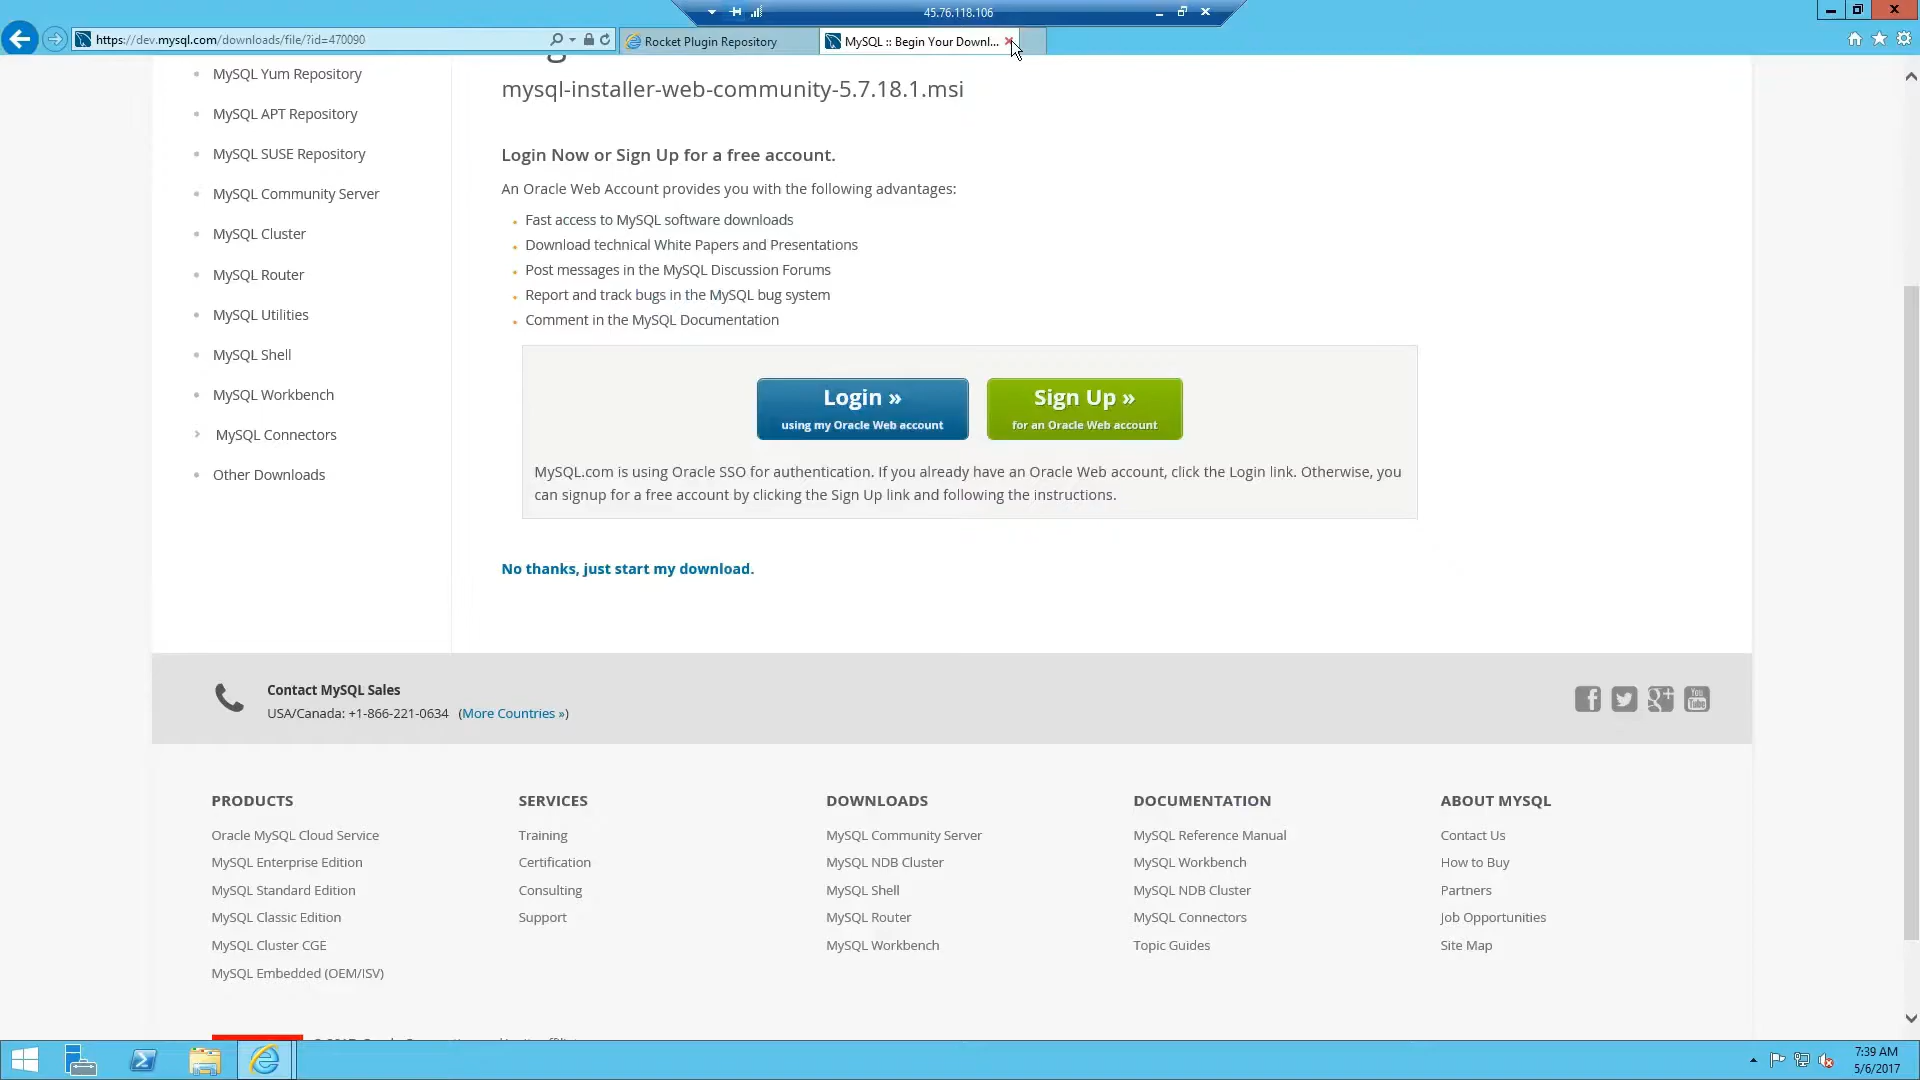 45.76.118.106
https://dev.mysql.com/downloads/file/?id=470090
Rocket Plugin Repository
MySQL :: Begin Your Downl...
MySQL Yum Repository
MySQL APT Repository
MySQL SUSE Repository
MySQL Community Server
MySQL Cluster
MySQL Router
MySQL Utilities
MySQL Shell
MySQL Workbench
MySQL Connectors
Other Downloads
mysql-installer-web-community-5.7.18.1.msi
Login Now or Sign Up for a free account.
An Oracle Web Account provides you with the following advantages:
Fast access to MySQL software downloads
Download technical White Papers and Presentations
Post messages in the MySQL Discussion Forums
Report and track bugs in the MySQL bug system
Comment in the MySQL Documentation
Login »
using my Oracle Web account
Sign Up »
for an Oracle Web account
MySQL.com is using Oracle SSO for authentication. If you already have an Oracle Web account, click the Login link. Otherwise, you
can signup for a free account by clicking the Sign Up link and following the instructions.
No thanks, just start my download.
Contact MySQL Sales
USA/Canada: +1-866-221-0634 (More Countries »)
You
Tube
PRODUCTS
Oracle MySQL Cloud Service
MySQL Enterprise Edition
MySQL Standard Edition
MySQL Classic Edition
MySQL Cluster CGE
MySQL Embedded (OEM/ISV)
SERVICES
Training
Certification
Consulting
Support
DOWNLOADS
MySQL Community Server
MySQL NDB Cluster
MySQL Shell
MySQL Router
MySQL Workbench
DOCUMENTATION
MySQL Reference Manual
MySQL Workbench
MySQL NDB Cluster
MySQL Connectors
Topic Guides
ABOUT MYSQL
Contact Us
How to Buy
Partners
Job Opportunities
Site Map
7:39 AM
5/6/2017